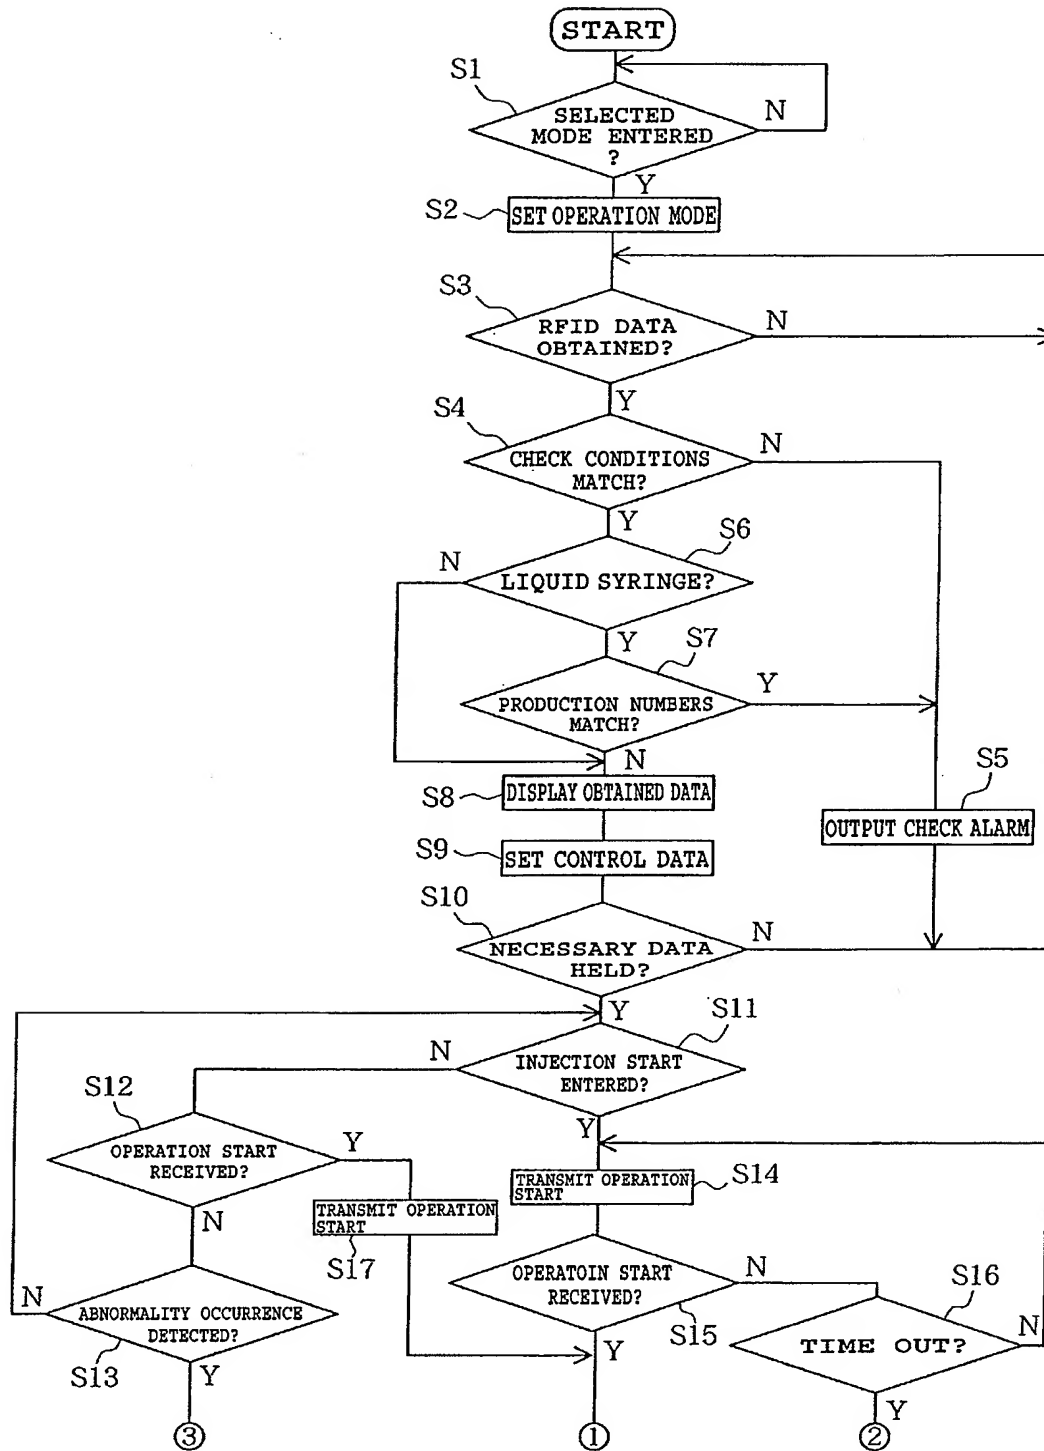 START
S1
SELECTED
MODE ENTERED
?
N
Y
S2
SET OPERATION MODE
S3
RFID DATA
OBTAINED?
N
Y
S4
CHECK CONDITIONS
MATCH?
N
Y
S6
N
LIQUID SYRINGE?
Y
S7
PRODUCTION NUMBERS
MATCH?
Y
N
S8
DISPLAY OBTAINED DATA
S5
OUTPUT CHECK ALARM
S9
SET CONTROL DATA
S10
NECESSARY DATA
HELD?
N
Y
S11
N
INJECTION START
ENTERED?
Y
S12
OPERATION START
RECEIVED?
Y
N
TRANSMIT OPERATION
START
S17
TRANSMIT OPERATION
START
S14
OPERATOIN START
RECEIVED?
N
S15
Y
S16
TIME OUT?
N
Y
N
ABNORMALITY OCCURRENCE
DETECTED?
S13
Y
③
①
②